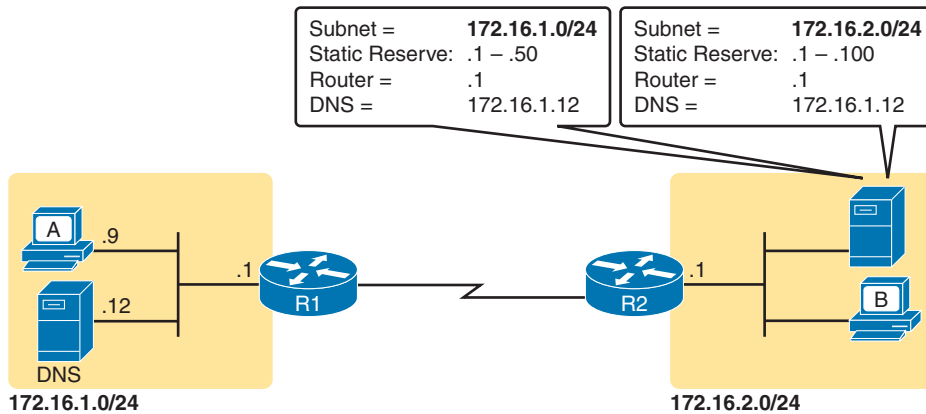 Subnet = 172.16.1.0/24
Static Reserve: .1 – .50
Router = .1
DNS = 172.16.1.12
Subnet = 172.16.2.0/24
Static Reserve: .1 – .100
Router = .1
DNS = 172.16.1.12
A
.9
.12
DNS
.1
R1
R2
.1
B
172.16.1.0/24
172.16.2.0/24